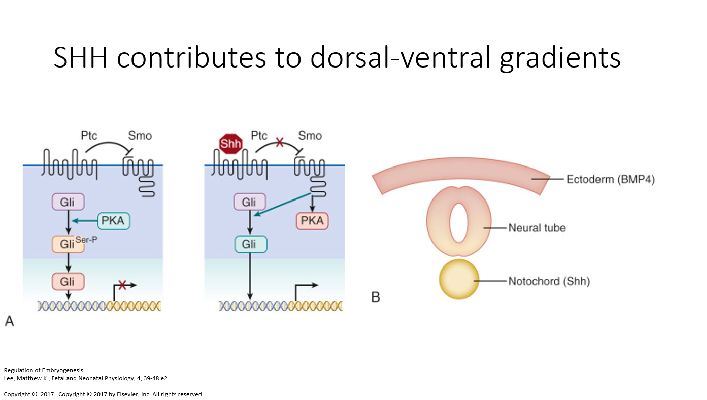 SHH contributes to dorsal-ventral gradients
Ptc
Smo
Gli
PKA
Gli Ser-P
Gli
A
Shh
Ptc
X
Smo
Gli
PKA
Gli
Ectoderm (BMP4)
Neural tube
Notochord (Shh)
B
Regulation of Embryogenesis
Lee, Matthew K., Fetal and Neonatal Physiology, 4, 39-48.e2
Copyright © 2017 Copyright © 2017 by Elsevier, Inc. All rights reserved.